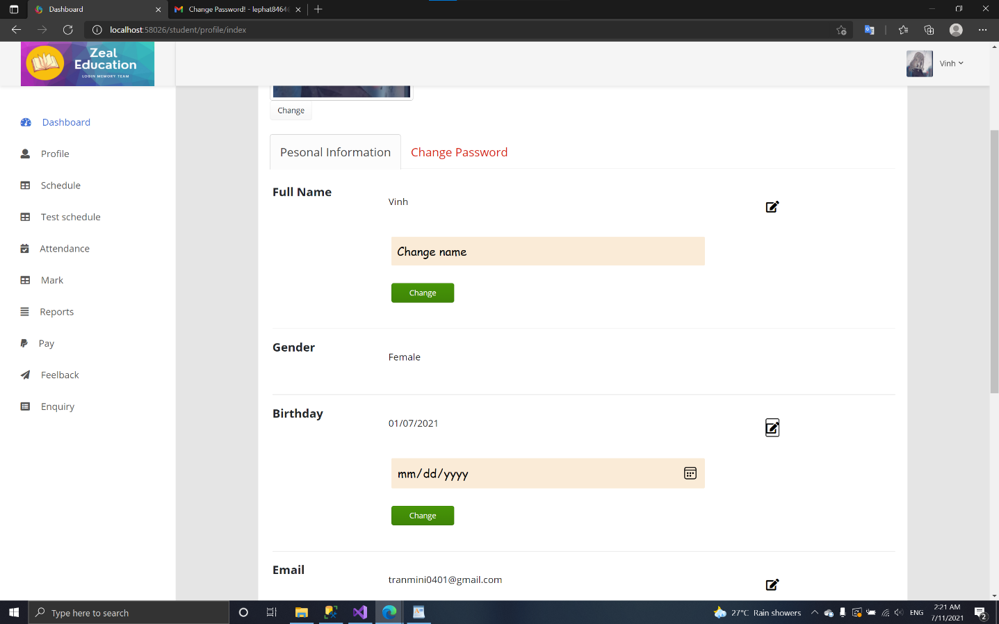 Dashboard
Change Password! - lephat8464
localhost:58026/student/profile/index
Zeal
Education
LOGIN MEMORY TEAM
Vinh
Dashboard
Profile
Schedule
Test schedule
Attendance
Mark
Reports
Pay
Feelback
Enquiry
Change
Pesonal Information
Change Password
Full Name
Vinh
Change name
Change
Gender
Female
Birthday
01/07/2021
mm/dd/yyyy
Change
Email
tranmini0401@gmail.com
Type here to search
27°C Rain showers
ENG
2:21 AM
7/11/2021
2